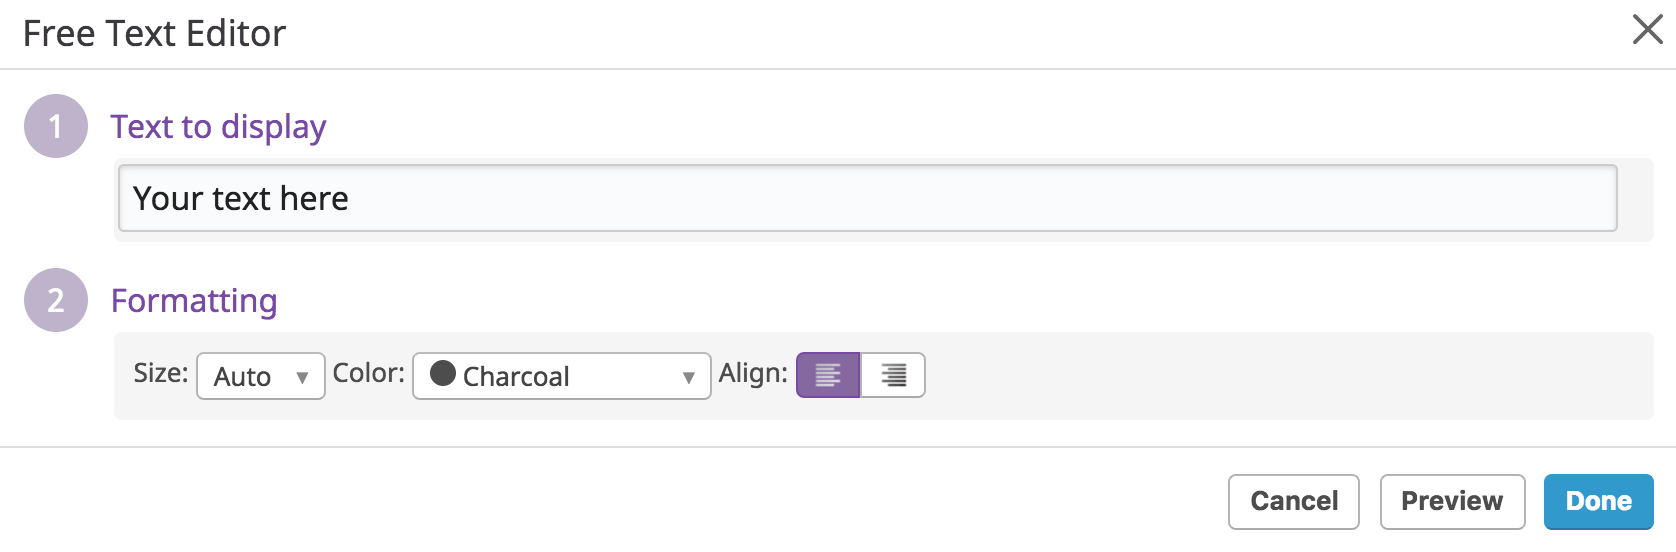 Free Text Editor
1 Text to display
Your text here
2 Formatting
Size: Auto Color: Charcoal Align:
Cancel Preview Done